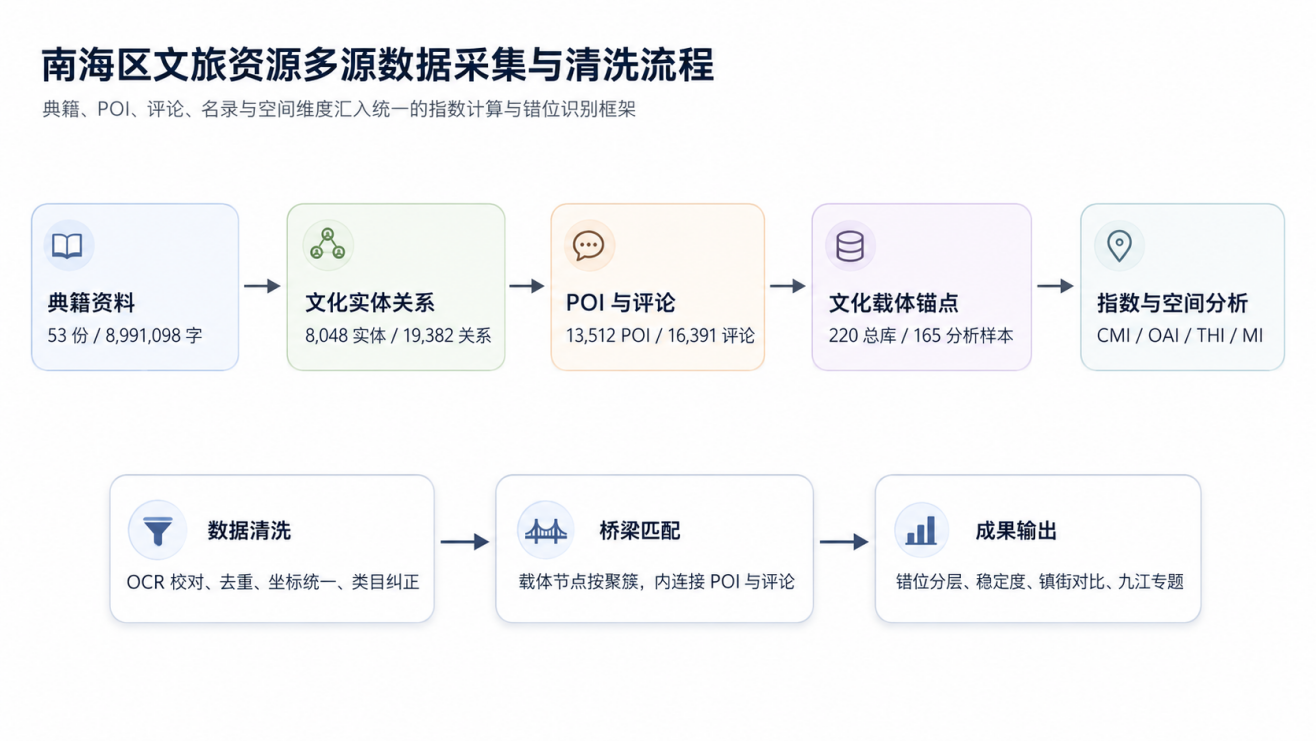 南海区文旅资源多源数据采集与清洗流程
典籍、POI、评论、名录与空间维度汇入统一的指数计算与错位识别框架
典籍资料
53 份 / 8,991,098 字
文化实体关系
8,048 实体 / 19,382 关系
POI 与评论
13,512 POI / 16,391 评论
文化载体锚点
220 总库 / 165 分析样本
指数与空间分析
CMI / OAI / THI / MI
数据清洗
OCR 校对、去重、坐标统一、类目纠正
桥梁匹配
载体节点按聚簇，内连接 POI 与评论
成果输出
错位分层、稳定度、镇街对比、九江专题